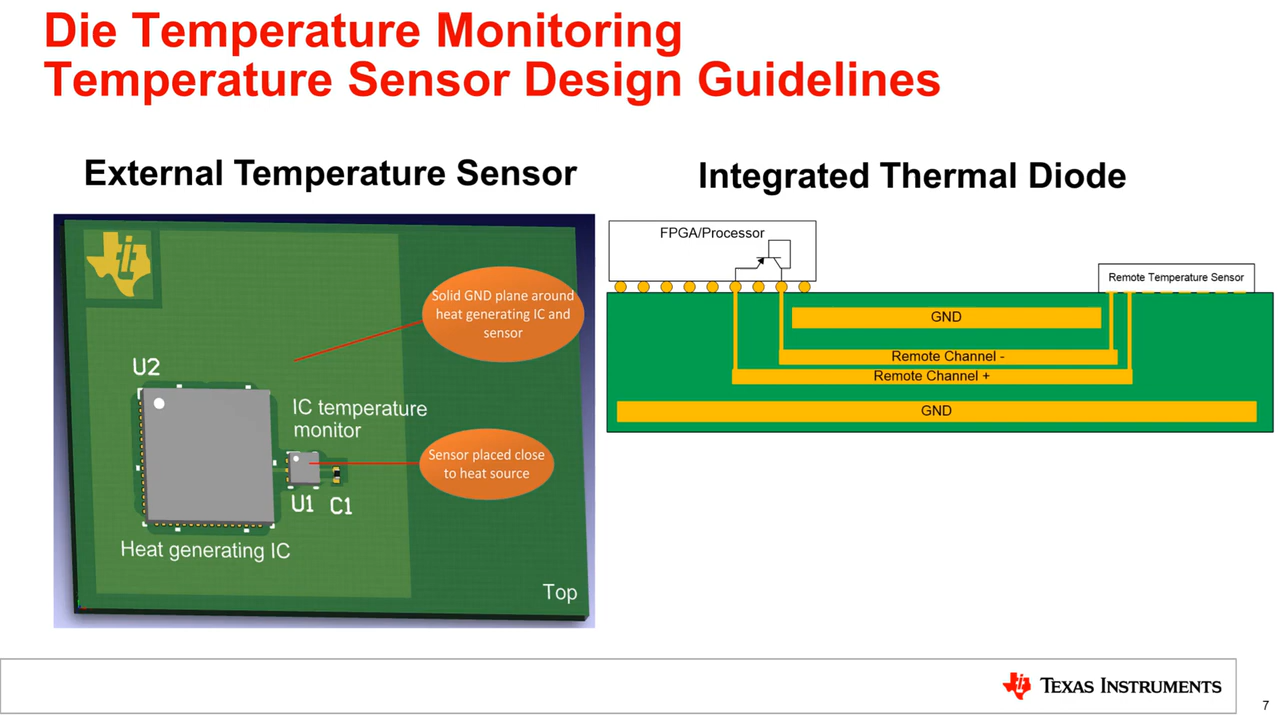 Die Temperature Monitoring
Temperature Sensor Design Guidelines
External Temperature Sensor
Solid GND plane around
heat generating IC and
sensor
U2
IC temperature
monitor
Sensor placed close
to heat source
U1
C1
Heat generating IC
Top
Integrated Thermal Diode
FPGA/Processor
Remote Temperature Sensor
GND
Remote Channel -
Remote Channel +
GND
TEXAS INSTRUMENTS
7